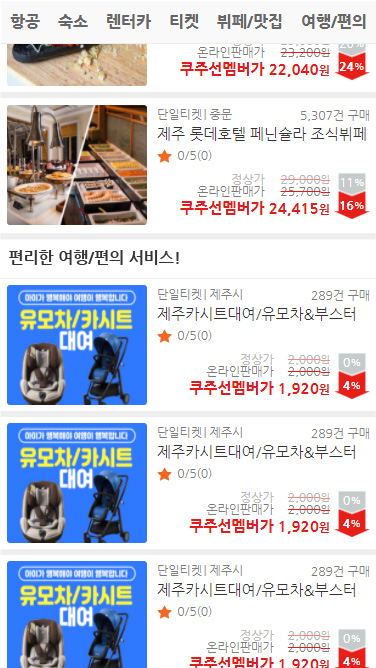 항공 숙소 렌터카 티켓 뷔페/맛집 여행/편의
온라인판매가 23,200원
쿠주선멤버가 22,040원
24%
단일티켓| 중문 5,307건 구매
제주 롯데호텔 페닌슐라 조식뷔페
0/5(0)
정상가 29,000원 11%
온라인판매가 25,700원
쿠주선멤버가 24,415원 16%
편리한 여행/편의 서비스!
아이가 행복해야 여행이 행복합니다
유모차/카시트
대여
단일티켓| 제주시 289건 구매
제주카시트대여/유모차&부스터
0/5(0)
정상가 2,000원 0%
온라인판매가 2,000원
쿠주선멤버가 1,920원 4%
아이가 행복해야 여행이 행복합니다
유모차/카시트
대여
단일티켓| 제주시 289건 구매
제주카시트대여/유모차&부스터
0/5(0)
정상가 2,000원 0%
온라인판매가 2,000원
쿠주선멤버가 1,920원 4%
아이가 행복해야 여행이 행복합니다
유모차/카시트
대여
단일티켓| 제주시 289건 구매
제주카시트대여/유모차&부스터
0/5(0)
정상가 2,000원 0%
온라인판매가 2,000원
쿠주선멤버가 1,920원 4%